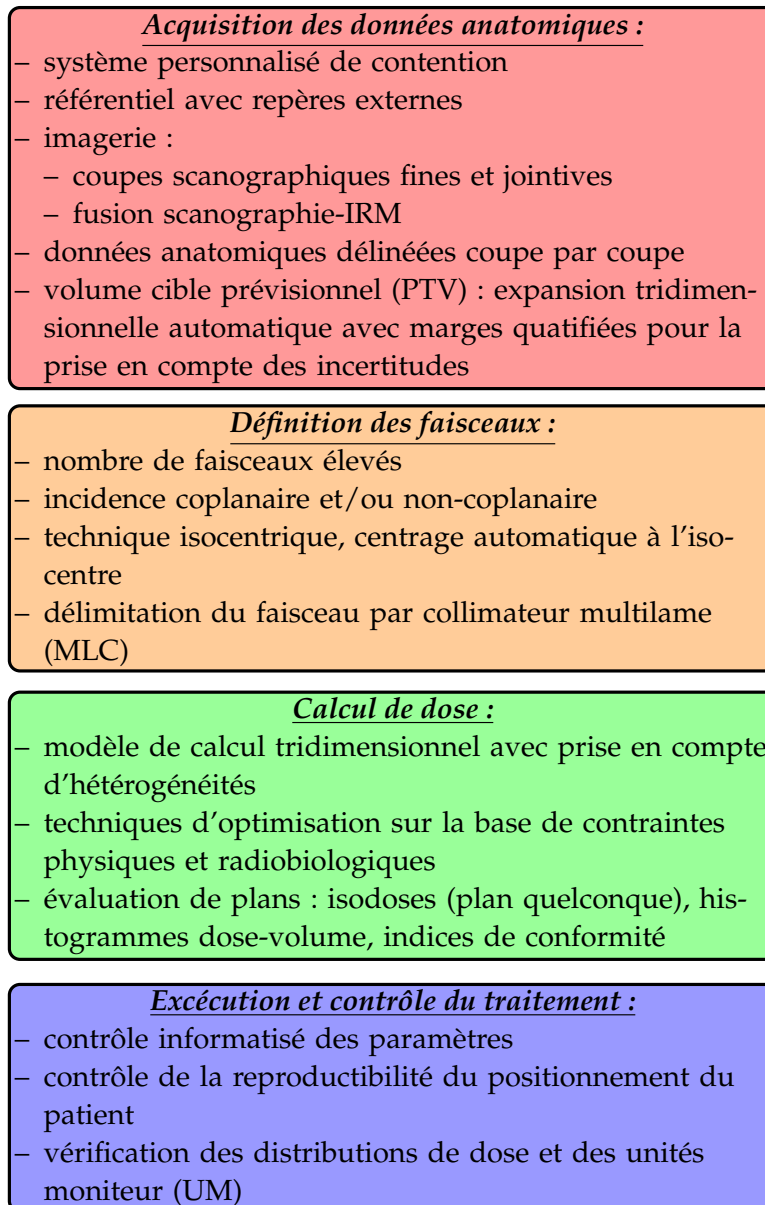 Acquisition des données anatomiques :
– système personnalisé de contention
– référentiel avec repères externes
– imagerie :
– coupes scanographiques fines et jointives
– fusion scanographie-IRM
– données anatomiques délinéées coupe par coupe
– volume cible prévisionnel (PTV) : expansion tridimen-
sionnelle automatique avec marges quatifiées pour la
prise en compte des incertitudes
Définition des faisceaux :
– nombre de faisceaux élevés
– incidence coplanaire et/ou non-coplanaire
– technique isocentrique, centrage automatique à l'iso-
centre
– délimitation du faisceau par collimateur multilame
(MLC)
Calcul de dose :
– modèle de calcul tridimensionnel avec prise en compte
d'hétérogénéités
– techniques d'optimisation sur la base de contraintes
physiques et radiobiologiques
– évaluation de plans : isodoses (plan quelconque), his-
togrammes dose-volume, indices de conformité
Excécution et contrôle du traitement :
– contrôle informatisé des paramètres
– contrôle de la reproductibilité du positionnement du
patient
– vérification des distributions de dose et des unités
moniteur (UM)